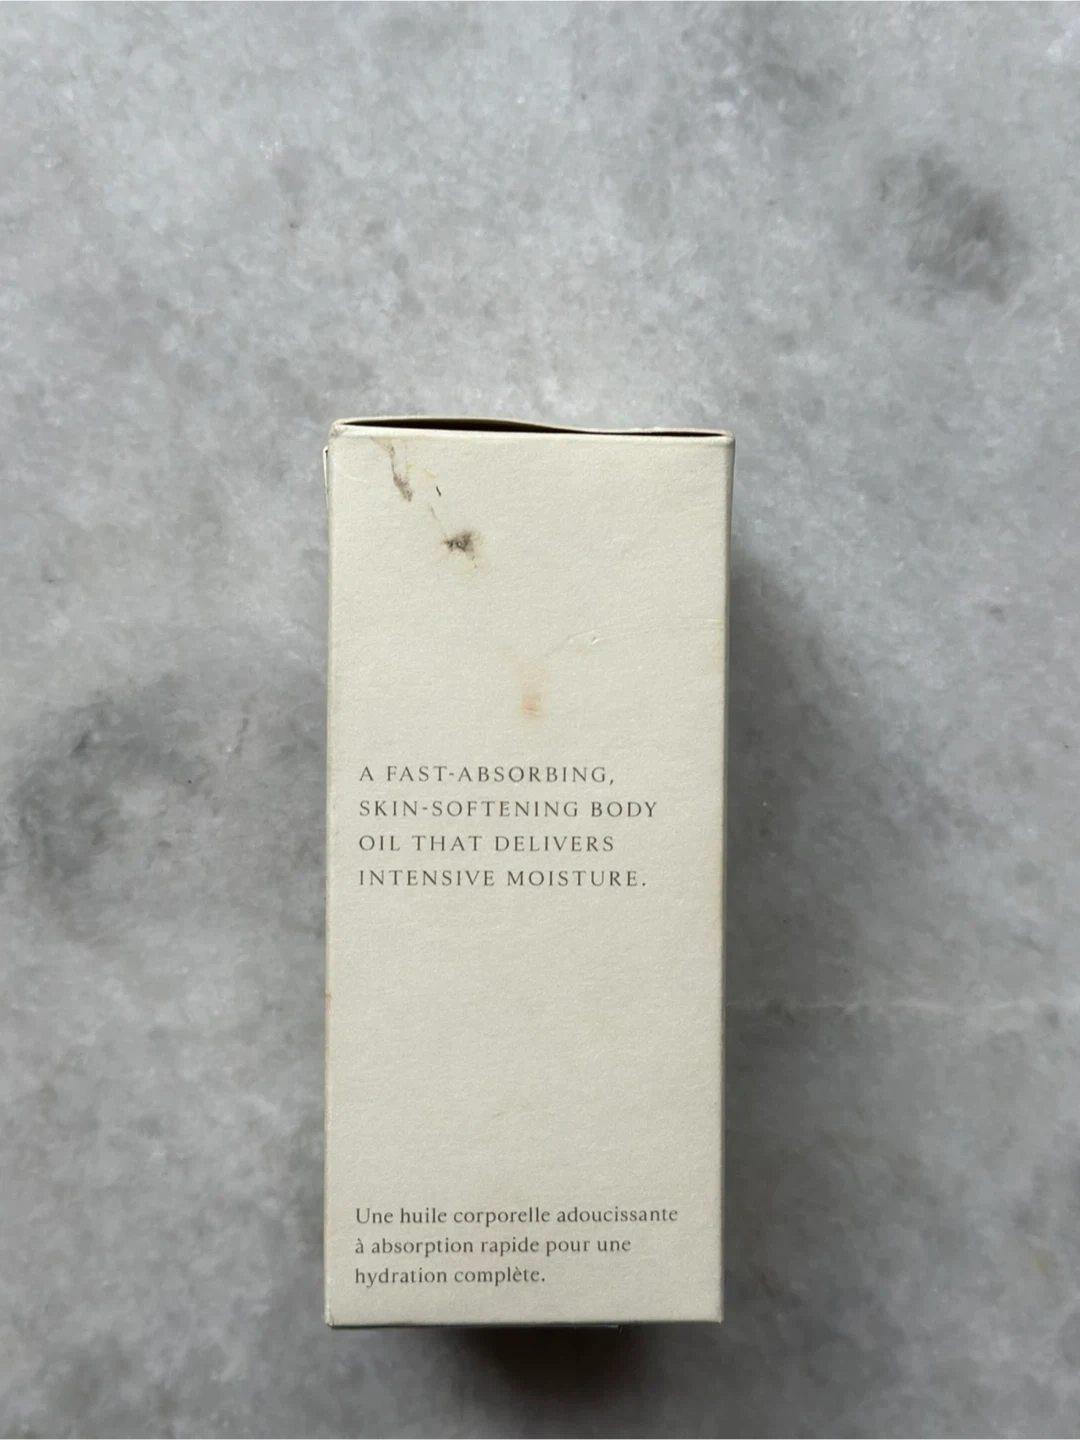 A FAST-ABSORBING,
SKIN-SOFTENING BODY
OIL THAT DELIVERS
INTENSIVE MOISTURE.
Une huile corporelle adoucissante
à absorption rapide pour une
hydration complète.